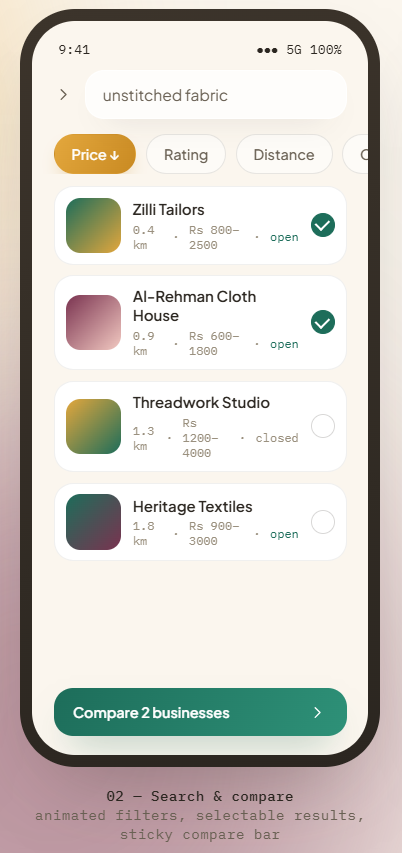 9:41 ●●● 5G 100%
unstitched fabric
Price ↓ Rating Distance
Zilli Tailors
0.4 km · Rs 800–2500 · open
Al-Rehman Cloth
House
0.9 km · Rs 600–1800 · open
Threadwork Studio
1.3 km · Rs 1200–4000 · closed
Heritage Textiles
1.8 km · Rs 900–3000 · open
Compare 2 businesses
02 — Search & compare
animated filters, selectable results,
sticky compare bar